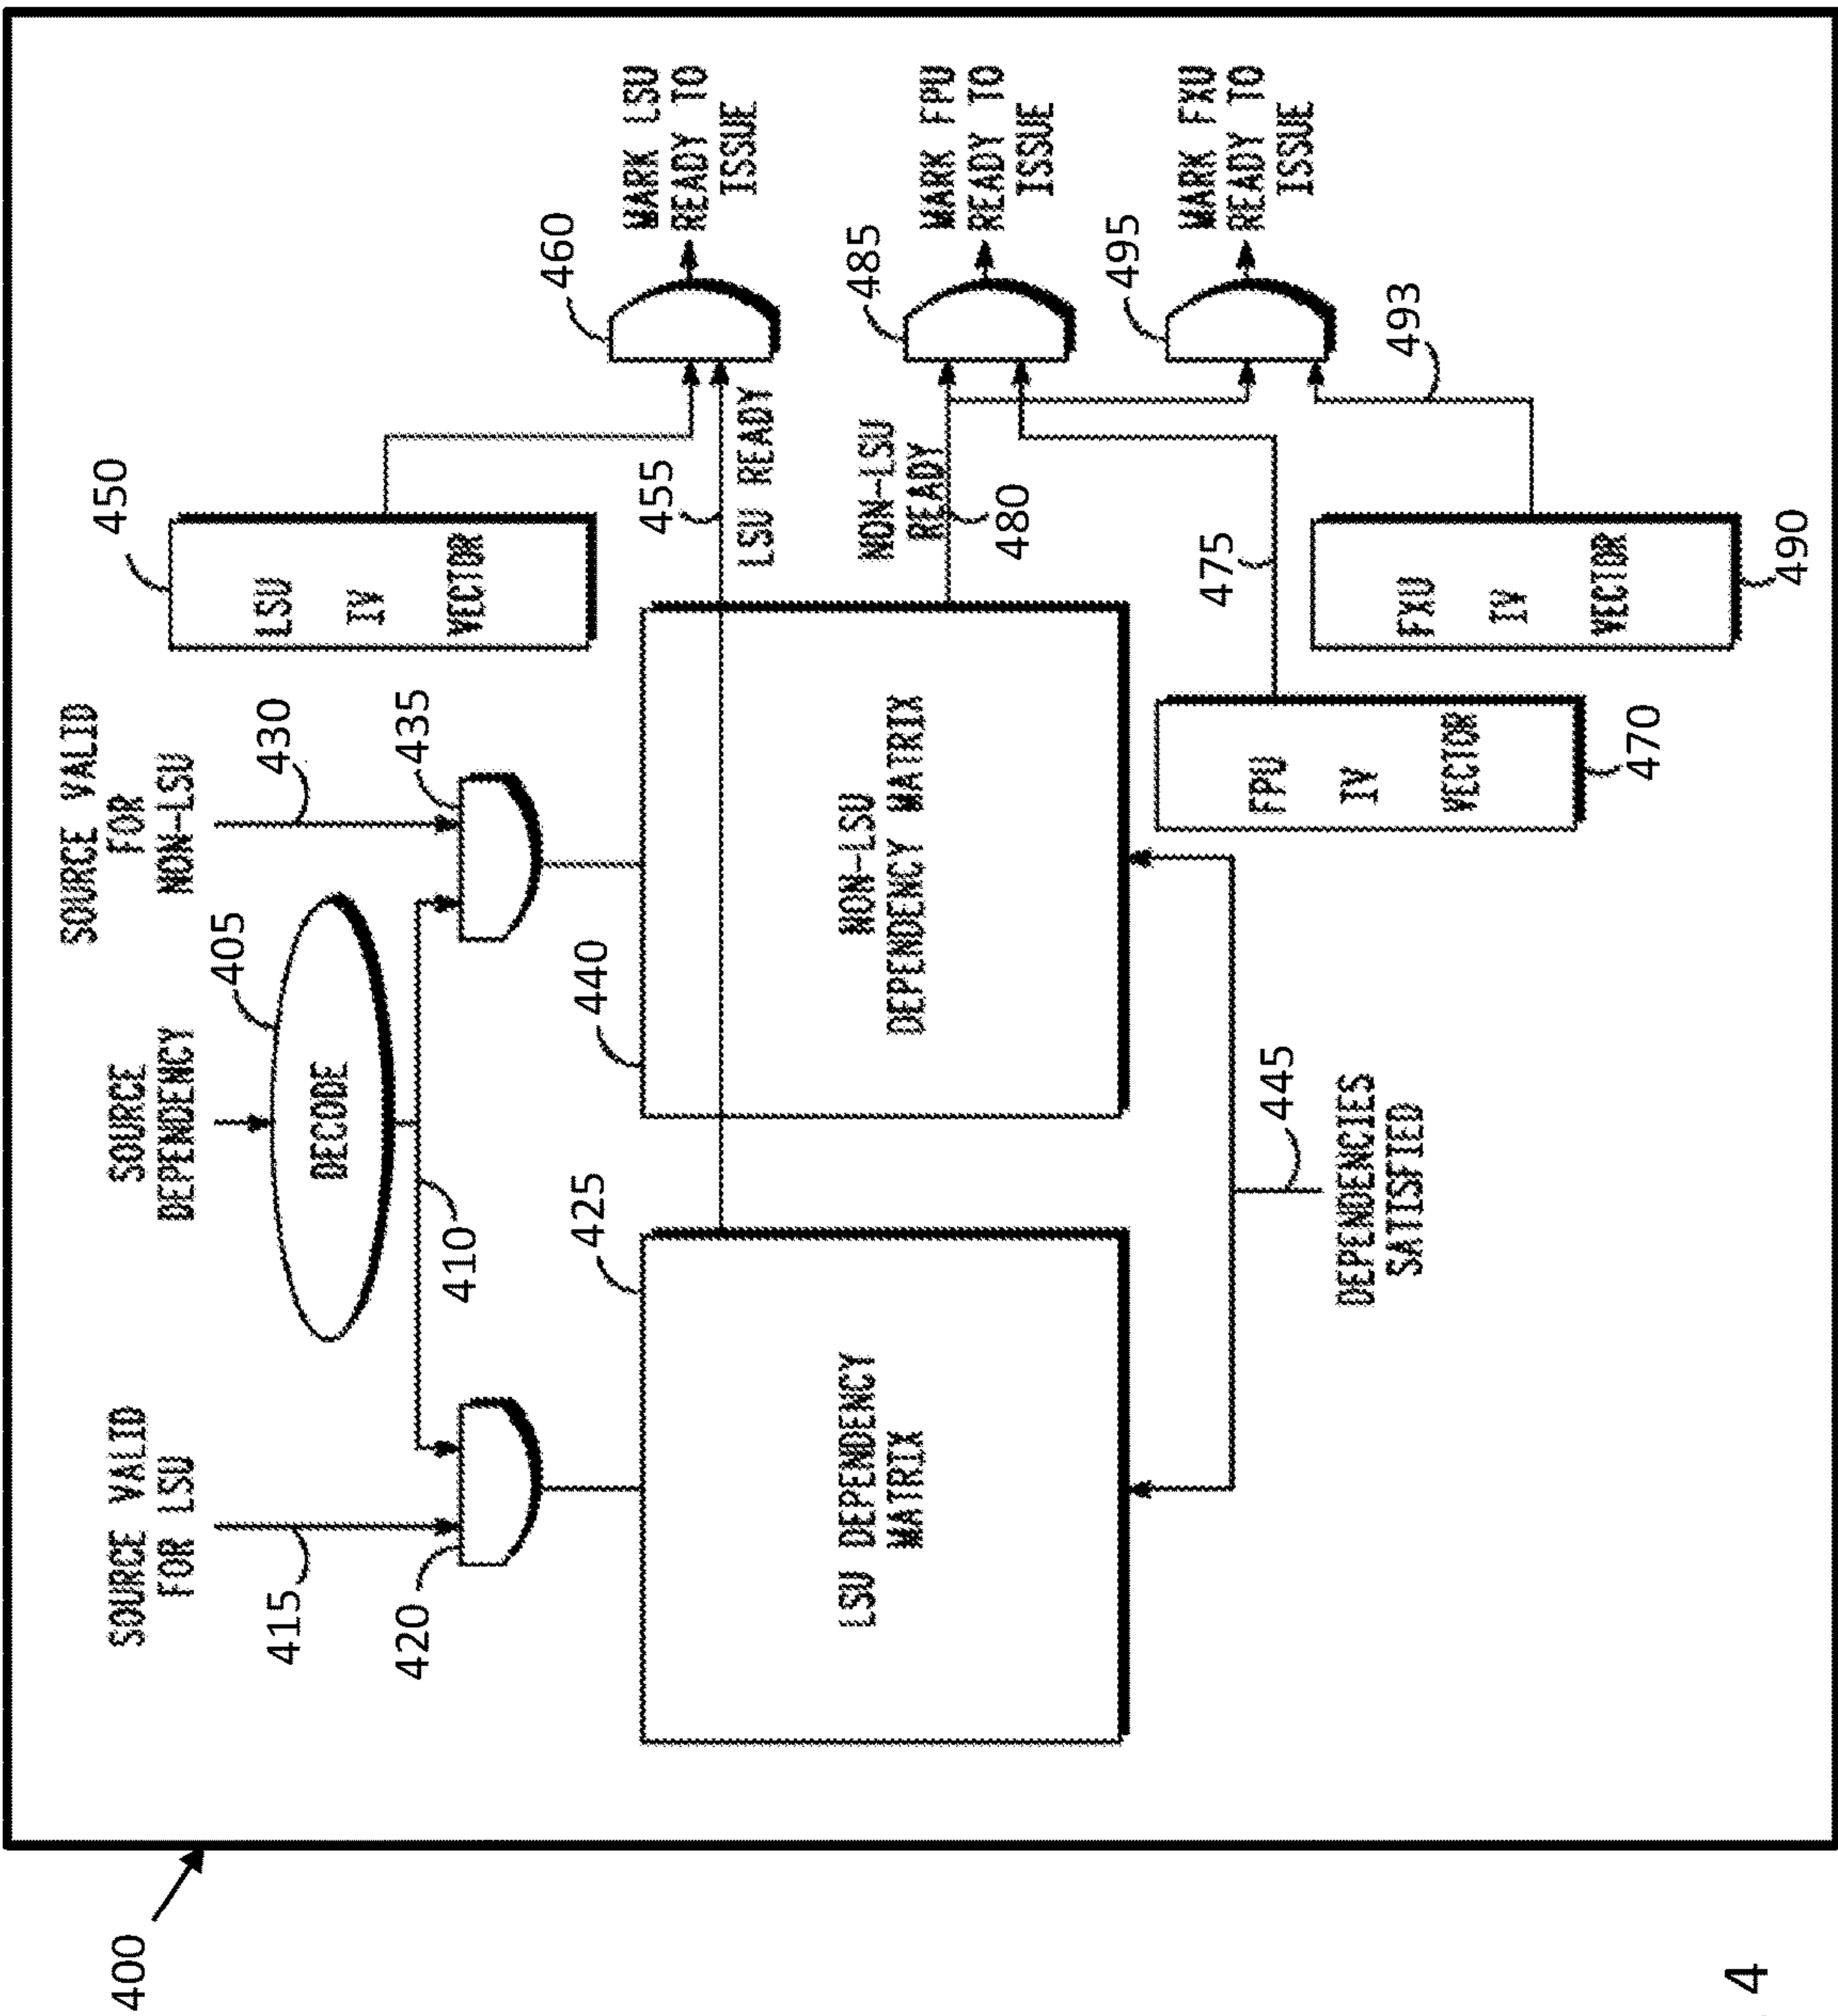 400
SOURCE VALID
FOR LSU
415
420
SOURCE
DEPENDENCY
405
DECODE
410
SOURCE VALID
FOR
NON-LSU
430
435
425
LSU DEPENDENCY
MATRIX
440
NON-LSU
DEPENDENCY MATRIX
445
DEPENDENCIES
SATISFIED
450
LSU
IV
VECTOR
455
LSU READY
460
MARK LSU
READY TO
ISSUE
NON-LSU
READY
480
485
MARK FPU
READY TO
ISSUE
470
FPU
IV
VECTOR
475
490
FXU
IV
VECTOR
493
495
MARK FXU
READY TO
ISSUE
4